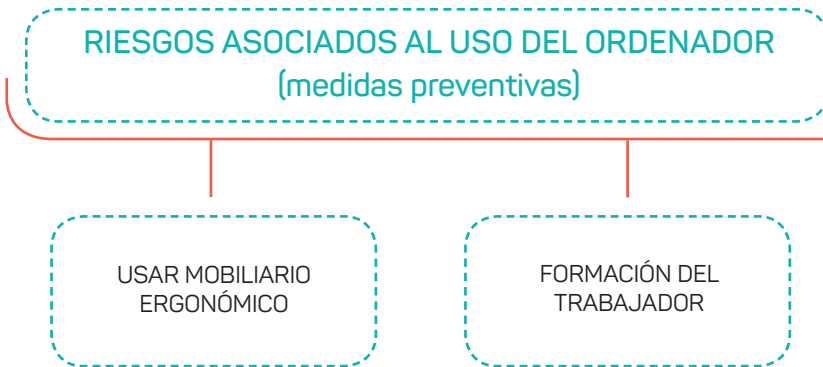 RIESGOS ASOCIADOS AL USO DEL ORDENADOR
(medidas preventivas)
USAR MOBILIARIO
ERGONÓMICO
FORMACIÓN DEL
TRABAJADOR